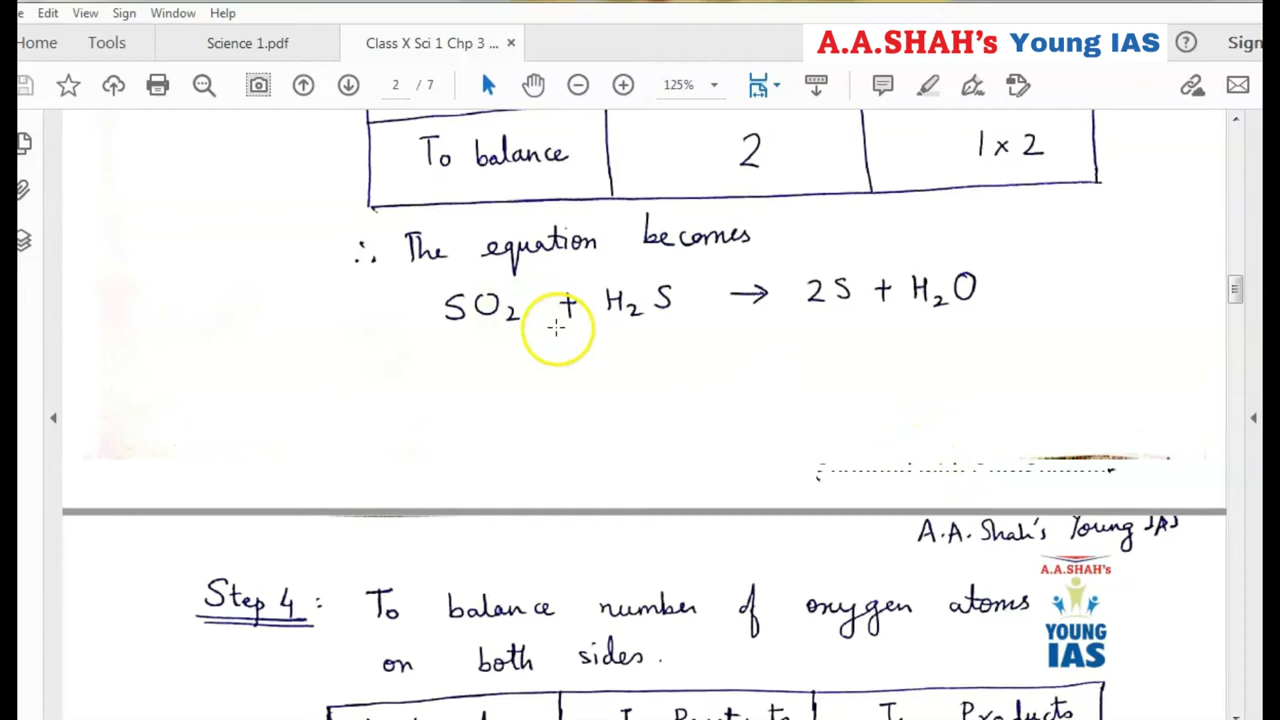 Edit View Sign Window Help
Home Tools Science 1.pdf Class X Sci 1 Chp 3 ... × A.A.SHAH's Young IAS ? Sign
2 / 7 125%
To balance 2 1 x 2
∴ The equation becomes
SO₂ + H₂S → 2S + H₂O
A.A. Shah's Young IAS
A.A.SHAH's
YOUNG
IAS
Step 4 : To balance number of oxygen atoms
on both sides.
Products